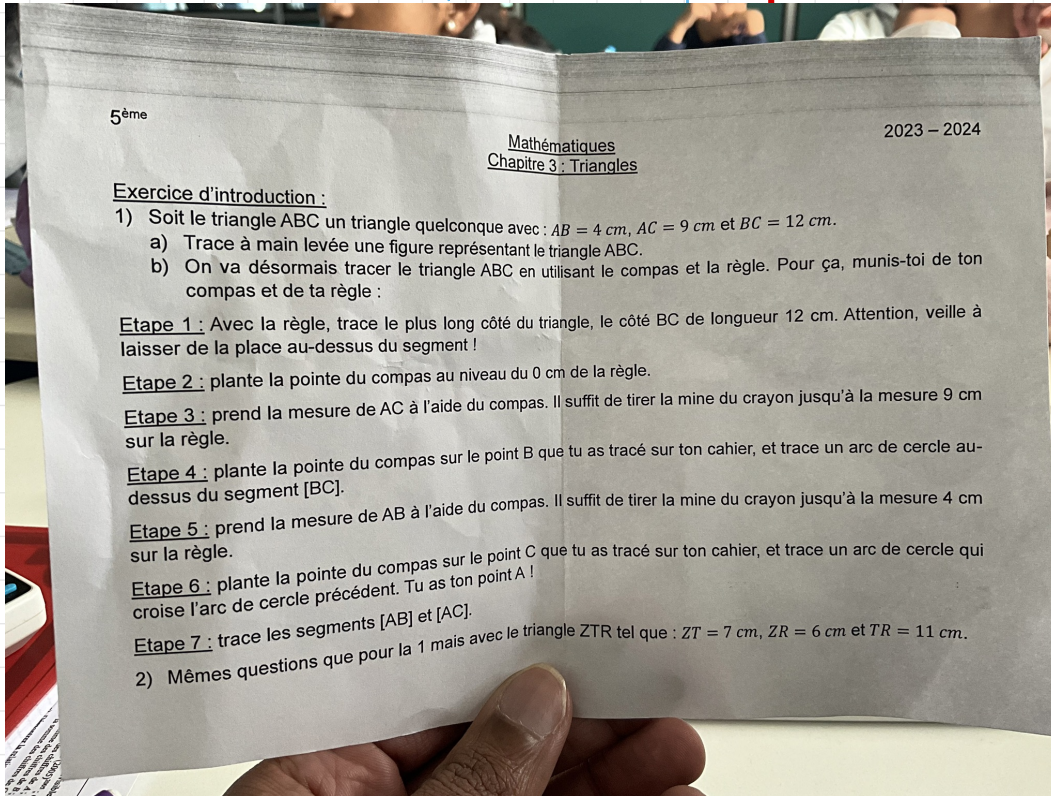 5ème
2023 – 2024
Mathématiques
Chapitre 3 : Triangles
Exercice d'introduction :
1) Soit le triangle ABC un triangle quelconque avec : AB = 4 cm, AC = 9 cm et BC = 12 cm.
a) Trace à main levée une figure représentant le triangle ABC.
b) On va désormais tracer le triangle ABC en utilisant le compas et la règle. Pour ça, munis-toi de ton
compas et de ta règle :
Etape 1 : Avec la règle, trace le plus long côté du triangle, le côté BC de longueur 12 cm. Attention, veille à
laisser de la place au-dessus du segment !
Etape 2 : plante la pointe du compas au niveau du 0 cm de la règle.
Etape 3 : prend la mesure de AC à l'aide du compas. Il suffit de tirer la mine du crayon jusqu'à la mesure 9 cm
sur la règle.
Etape 4 : plante la pointe du compas sur le point B que tu as tracé sur ton cahier, et trace un arc de cercle au-
dessus du segment [BC].
Etape 5 : prend la mesure de AB à l'aide du compas. Il suffit de tirer la mine du crayon jusqu'à la mesure 4 cm
sur la règle.
Etape 6 : plante la pointe du compas sur le point C que tu as tracé sur ton cahier, et trace un arc de cercle qui
croise l'arc de cercle précédent. Tu as ton point A !
Etape 7 : trace les segments [AB] et [AC].
2) Mêmes questions que pour la 1 mais avec le triangle ZTR tel que : ZT = 7 cm, ZR = 6 cm et TR = 11 cm.